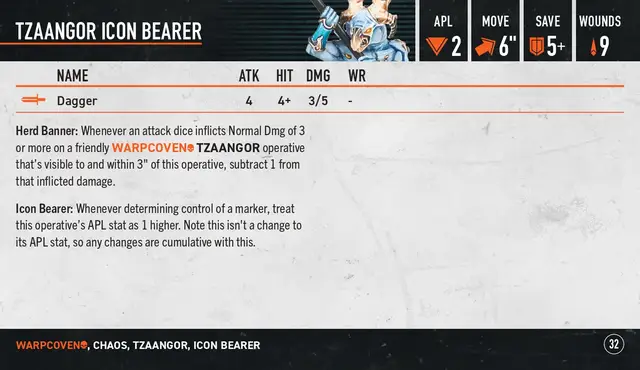 TZAANGOR ICON BEARER
APL
2
MOVE
6"
SAVE
5+
WOUNDS
9
NAME ATK HIT DMG WR
Dagger 4 4+ 3/5 -
Herd Banner: Whenever an attack dice inflicts Normal Dmg of 3
or more on a friendly WARPCOVEN TZAANGOR operative
that's visible to and within 3" of this operative, subtract 1 from
that inflicted damage.
Icon Bearer: Whenever determining control of a marker, treat
this operative's APL stat as 1 higher. Note this isn't a change to
its APL stat, so any changes are cumulative with this.
WARPCOVEN, CHAOS, TZAANGOR, ICON BEARER
32